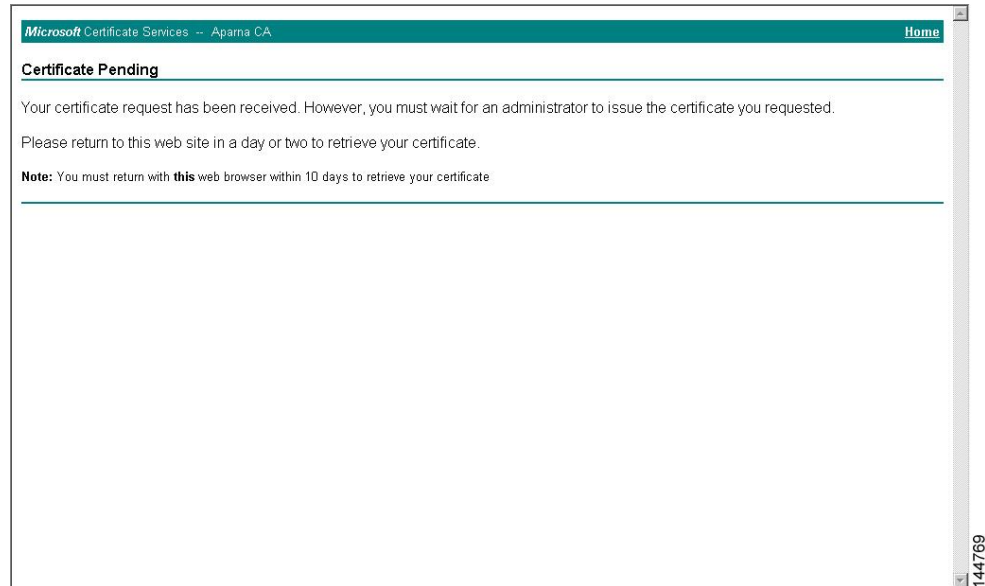 Microsoft Certificate Services -- Aparna CA Home
Certificate Pending
Your certificate request has been received. However, you must wait for an administrator to issue the certificate you requested.
Please return to this web site in a day or two to retrieve your certificate.
Note: You must return with this web browser within 10 days to retrieve your certificate
144769